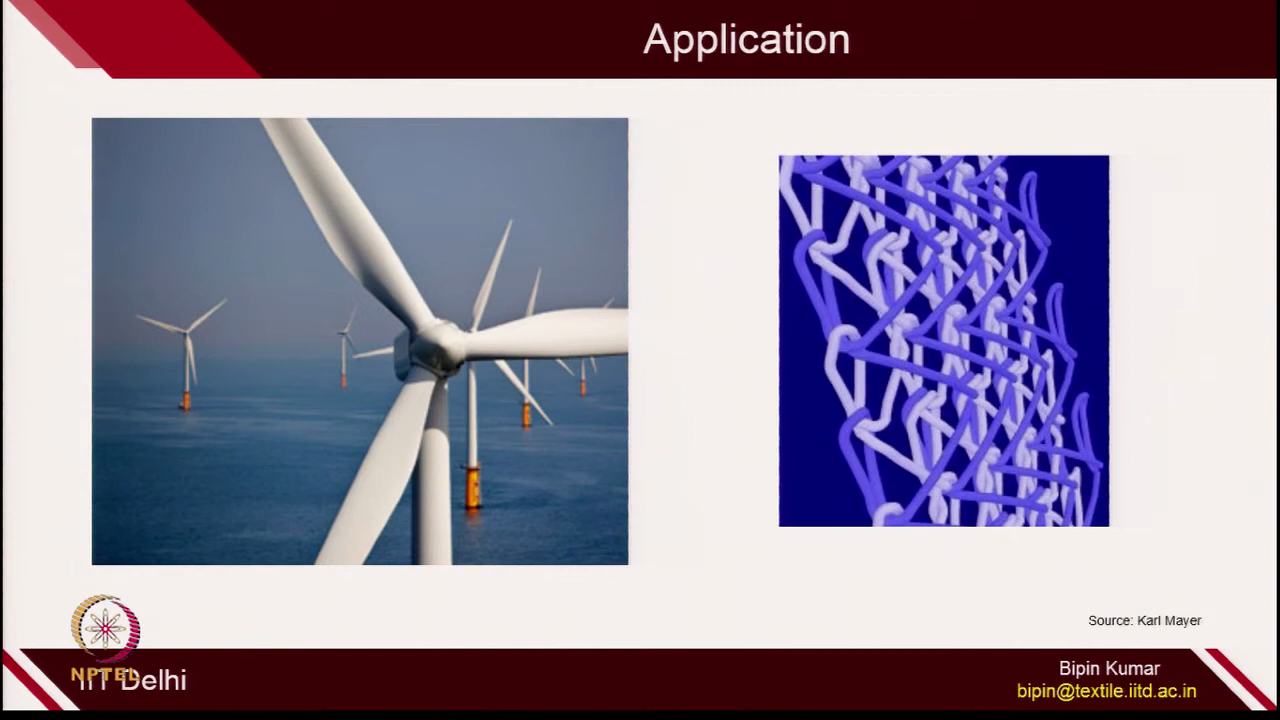 Application
Source: Karl Mayer
NPTEL
IIT Delhi
Bipin Kumar
bipin@textile.iitd.ac.in